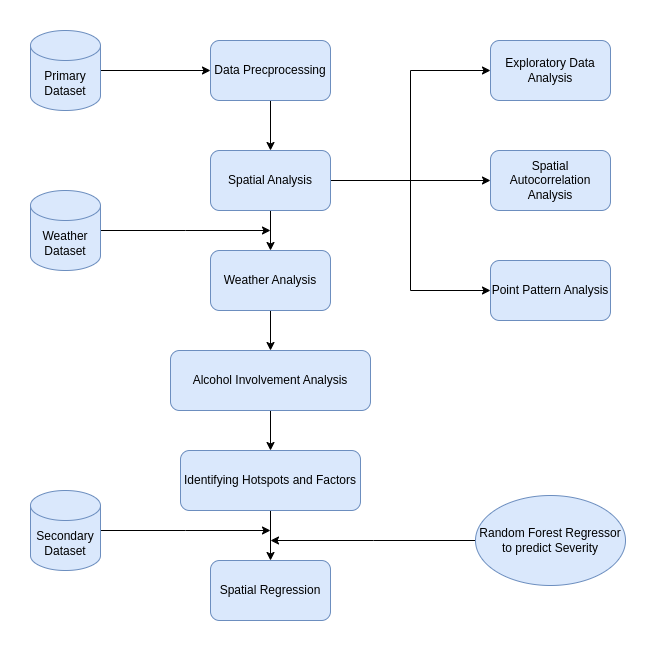 Primary
Dataset
Data Precprocessing
Exploratory Data
Analysis
Spatial Analysis
Spatial
Autocorrelation
Analysis
Weather
Dataset
Weather Analysis
Point Pattern Analysis
Alcohol Involvement Analysis
Identifying Hotspots and Factors
Secondary
Dataset
Random Forest Regressor
to predict Severity
Spatial Regression